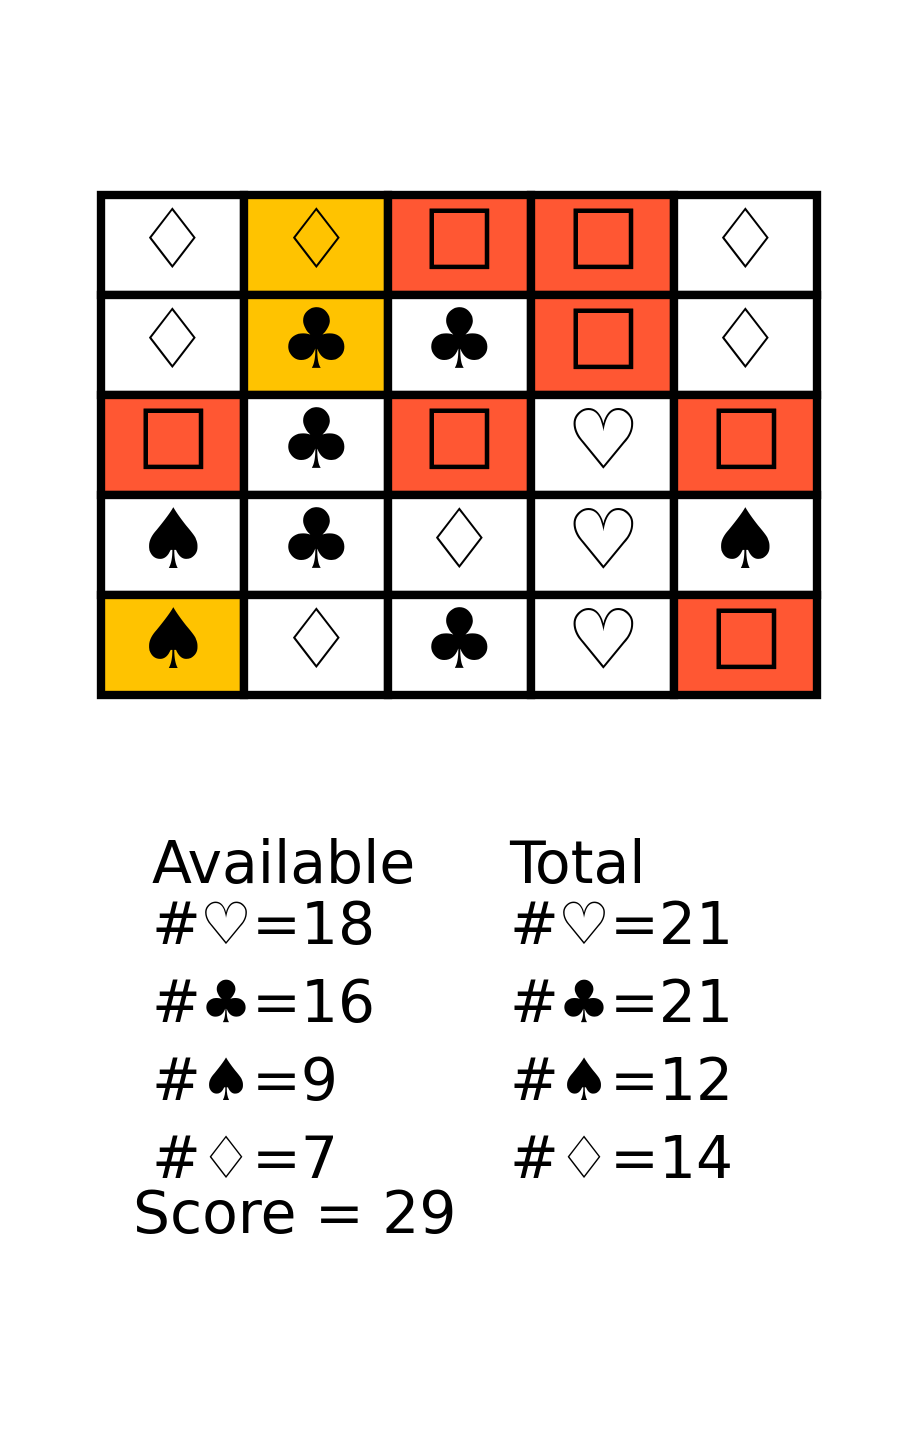 ♢ ♢ □ □ ♢
♢ ♣ ♣ □ ♢
□ ♣ □ ♡ □
♠ ♣ ♢ ♡ ♠
♠ ♢ ♣ ♡ □
Available Total
#♡=18 #♡=21
#♣=16 #♣=21
#♠=9 #♠=12
#♢=7 #♢=14
Score = 29